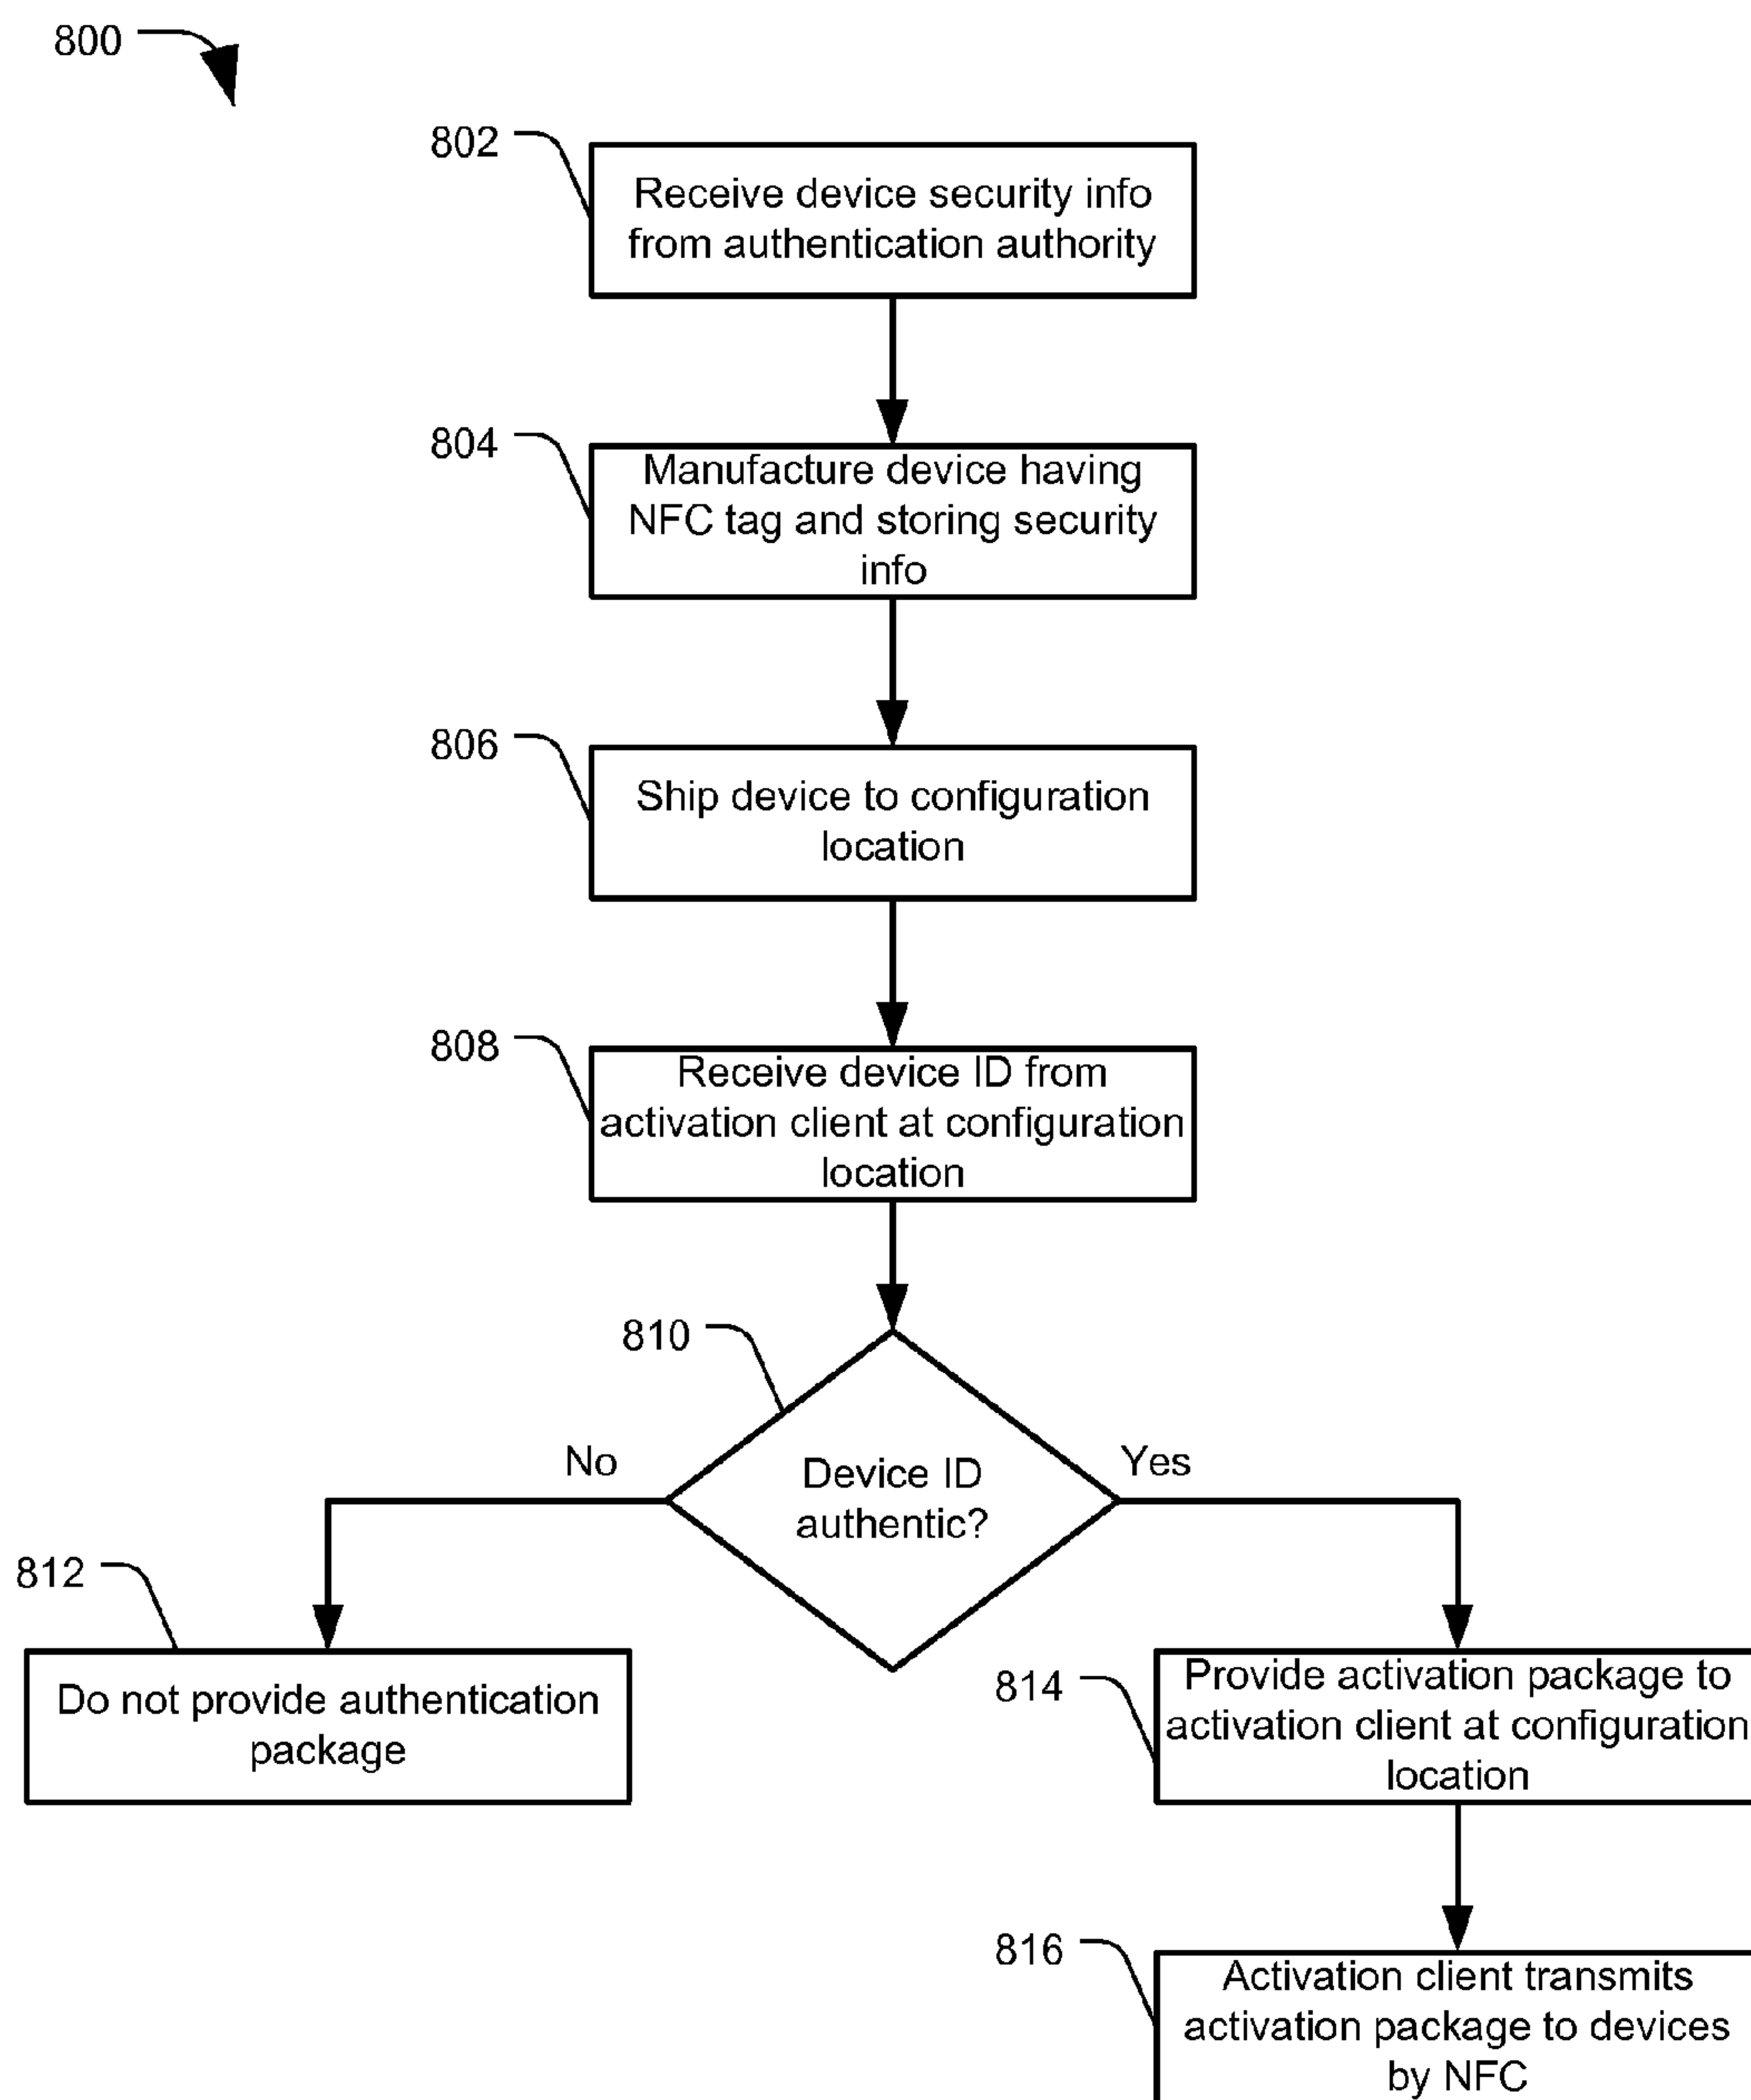 800
802
Receive device security info
from authentication authority
804
Manufacture device having
NFC tag and storing security
info
806
Ship device to configuration
location
808
Receive device ID from
activation client at configuration
location
810
Device ID
authentic?
No
Yes
812
Do not provide authentication
package
814
Provide activation package to
activation client at configuration
location
816
Activation client transmits
activation package to devices
by NFC